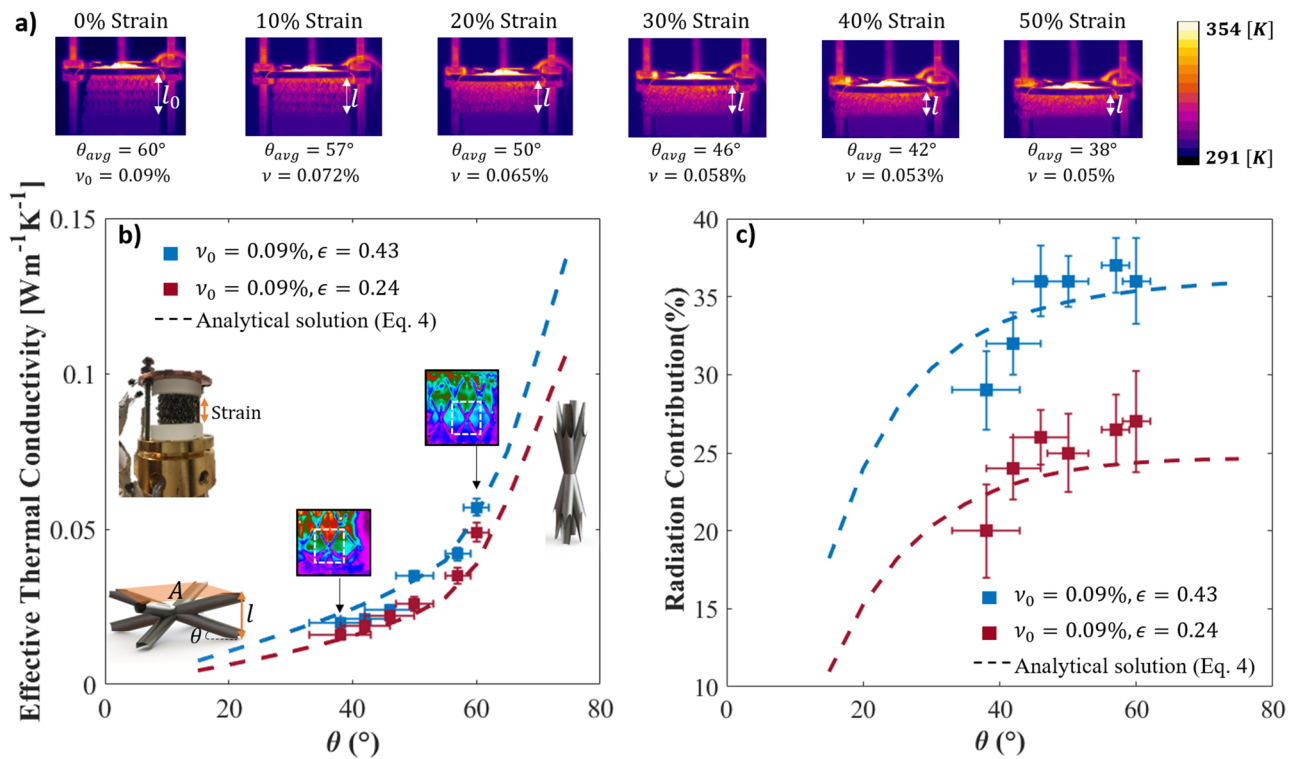 a)
0% Strain
10% Strain
20% Strain
30% Strain
40% Strain
50% Strain
354 [K]
291 [K]
l₀
l
l
l
l
l
θavg = 60°
ν₀ = 0.09%
θavg = 57°
ν = 0.072%
θavg = 50°
ν = 0.065%
θavg = 46°
ν = 0.058%
θavg = 42°
ν = 0.053%
θavg = 38°
ν = 0.05%
b)
Effective Thermal Conductivity [Wm⁻¹K⁻¹]
0.15
0.1
0.05
0
ν₀ = 0.09%, ϵ = 0.43
ν₀ = 0.09%, ϵ = 0.24
Analytical solution (Eq. 4)
Strain
A
l
θ
0
20
40
60
80
θ (°)
c)
Radiation Contribution(%)
40
35
30
25
20
15
10
ν₀ = 0.09%, ϵ = 0.43
ν₀ = 0.09%, ϵ = 0.24
Analytical solution (Eq. 4)
0
20
40
60
80
θ (°)